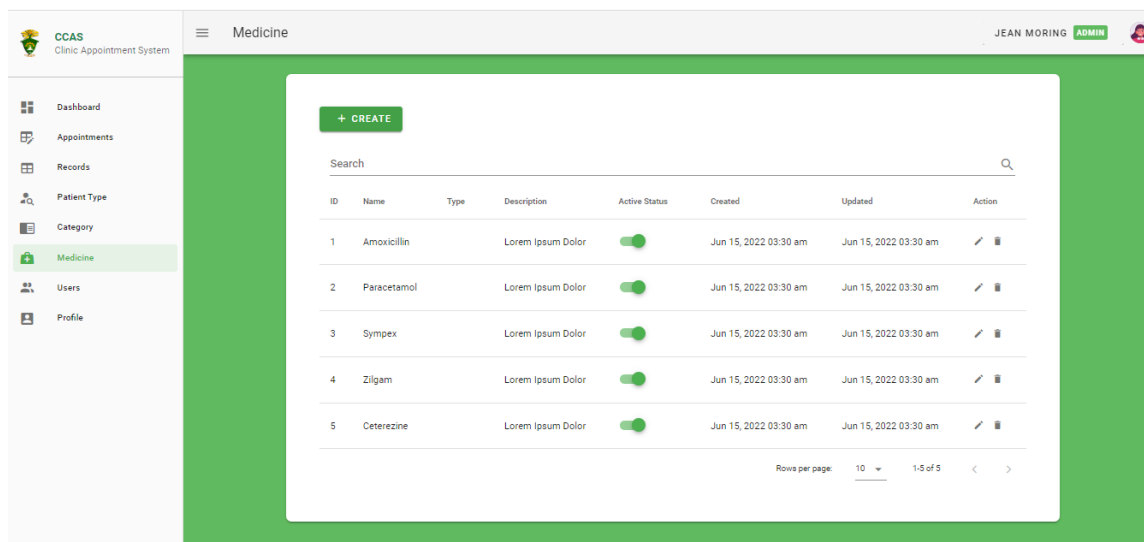 CCAS
Clinic Appointment System
Medicine
JEAN MORING ADMIN
Dashboard
Appointments
Records
Patient Type
Category
Medicine
Users
Profile
+ CREATE
Search
ID Name Type Description Active Status Created Updated Action
1 Amoxicillin Lorem Ipsum Dolor Jun 15, 2022 03:30 am Jun 15, 2022 03:30 am
2 Paracetamol Lorem Ipsum Dolor Jun 15, 2022 03:30 am Jun 15, 2022 03:30 am
3 Sympex Lorem Ipsum Dolor Jun 15, 2022 03:30 am Jun 15, 2022 03:30 am
4 Zilgam Lorem Ipsum Dolor Jun 15, 2022 03:30 am Jun 15, 2022 03:30 am
5 Ceterezine Lorem Ipsum Dolor Jun 15, 2022 03:30 am Jun 15, 2022 03:30 am
Rows per page: 10 1-5 of 5